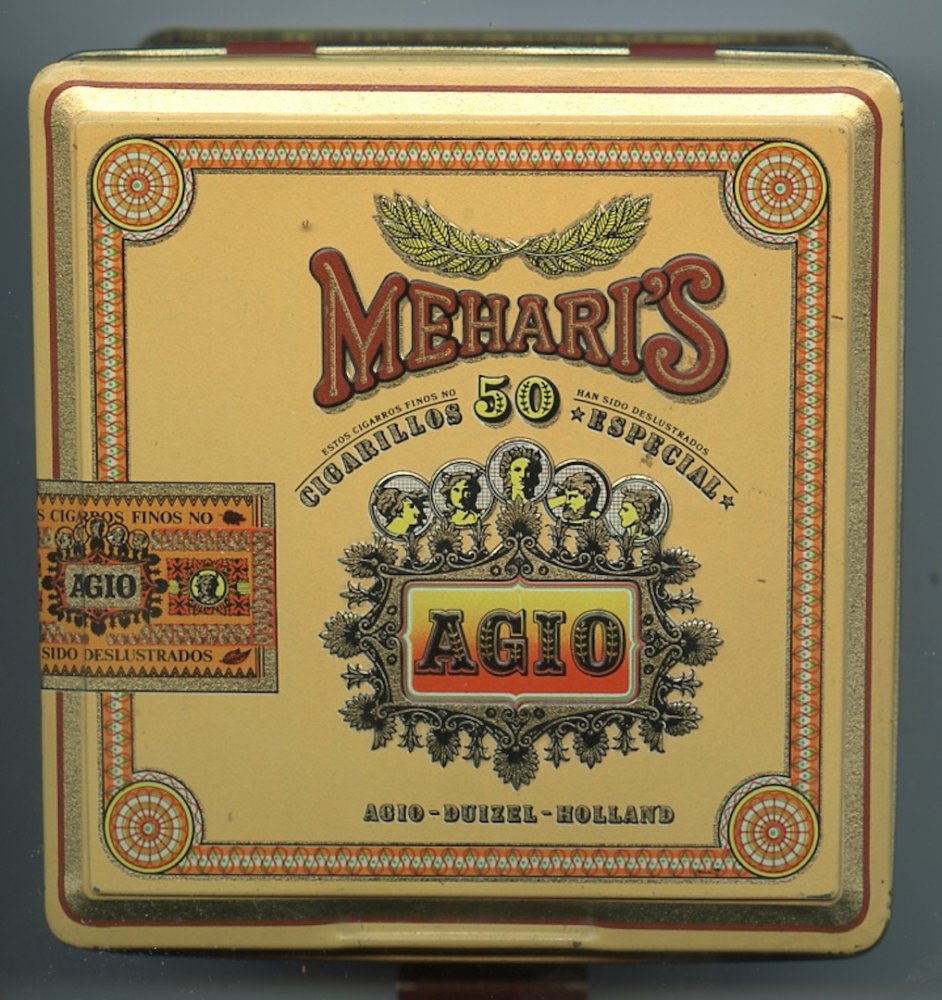 MEHARI'S
50
ESTOS CIGARROS FINOS NO
HAN SIDO DESLUSTRADOS
CIGARILLOS
★ESPECIAL★
AGIO
AGIO-DUIZEL-HOLLAND
S CIGARROS FINOS NO
AGIO
SIDO DESLUSTRADOS